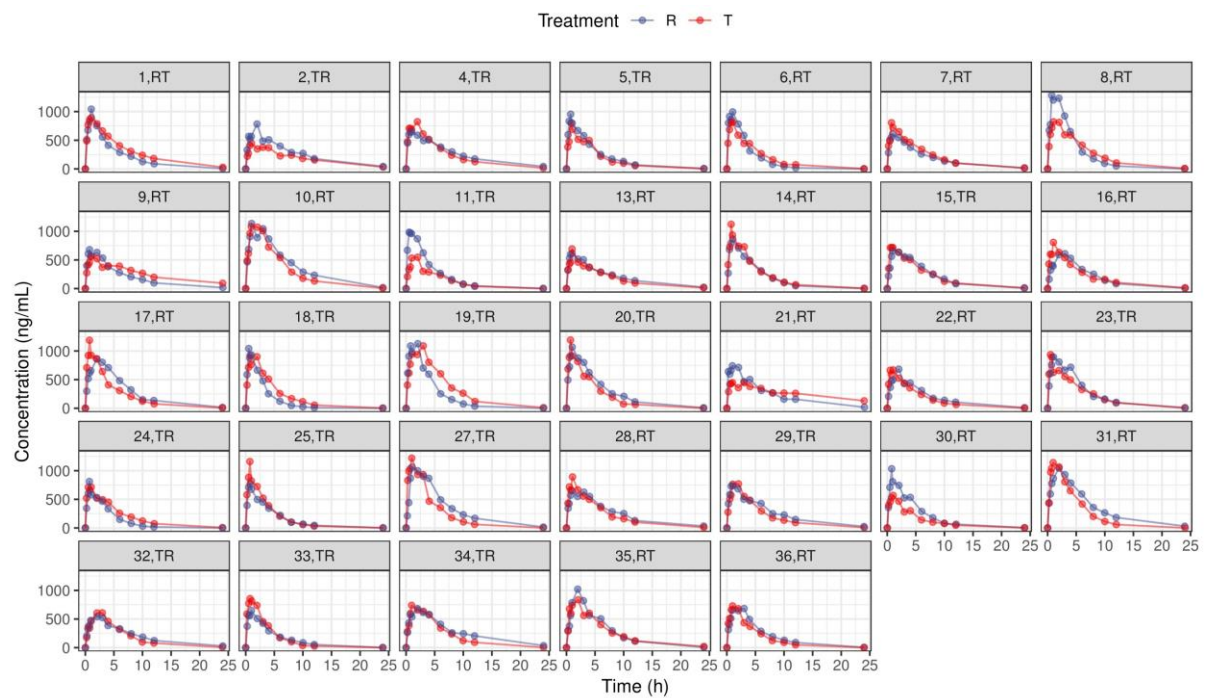 Treatment R T
1,RT 2,TR 4,TR 5,TR 6,RT 7,RT 8,RT
1000
500
0
9,RT 10,RT 11,TR 13,RT 14,RT 15,TR 16,RT
1000
500
0
17,RT 18,TR 19,TR 20,TR 21,RT 22,RT 23,TR
1000
500
0
24,TR 25,TR 27,TR 28,RT 29,TR 30,RT 31,RT
1000
500
0
0 5 10 15 20 25 0 5 10 15 20 25
32,TR 33,TR 34,TR 35,RT 36,RT
1000
500
0
0 5 10 15 20 25 0 5 10 15 20 25 0 5 10 15 20 25 0 5 10 15 20 25 0 5 10 15 20 25
Time (h)
Concentration (ng/mL)